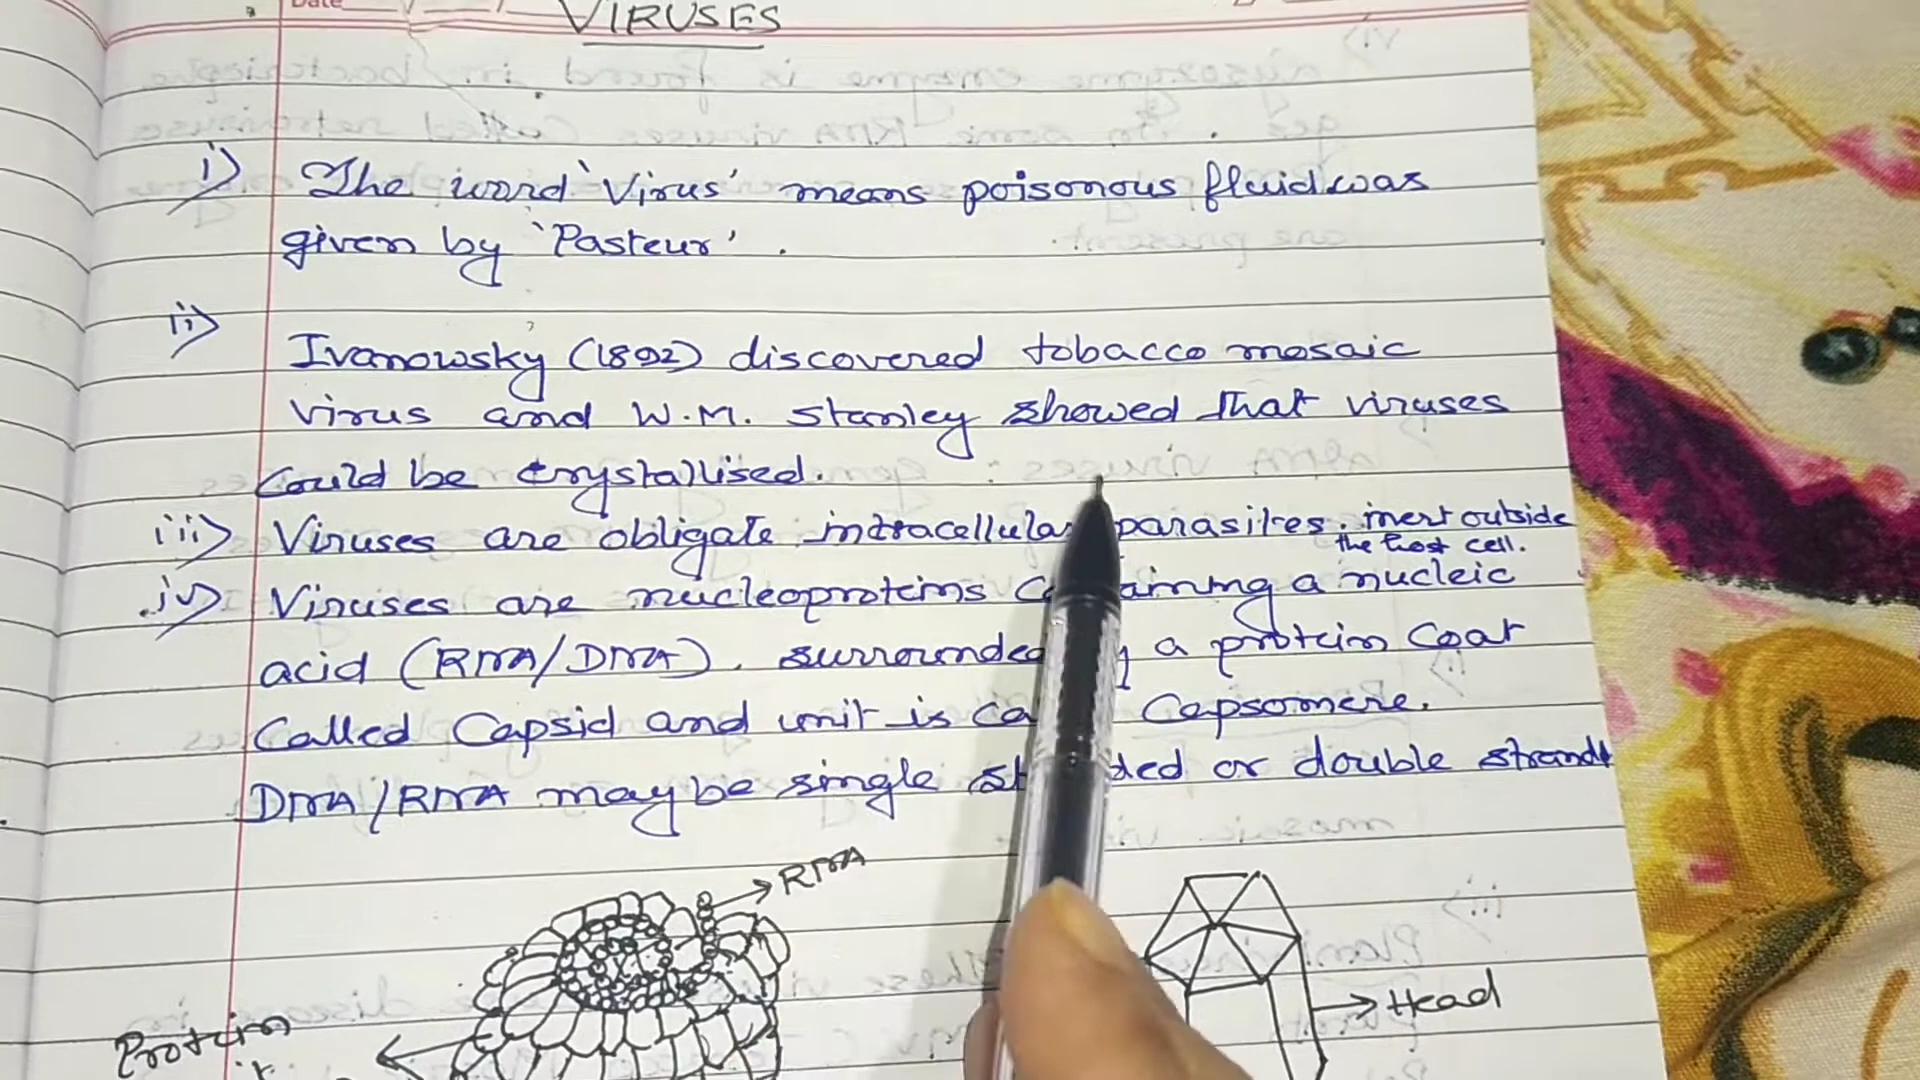 Date
VIRUSES
i) The word 'Virus' means poisonous fluid was
given by 'Pasteur'.
ii) Ivanowsky (1892) discovered tobacco mosaic
virus and W.M. Stanley showed that viruses
could be crystallised.
iii) Viruses are obligate intracellular parasites. inert outside
the host cell.
iv) Viruses are nucleoproteins a nucleic
acid (RNA/DNA). surrounded a protein coat
called Capsid and unit is Capsomere.
DNA/RNA may be single or double strands
RNA
Head
Protein